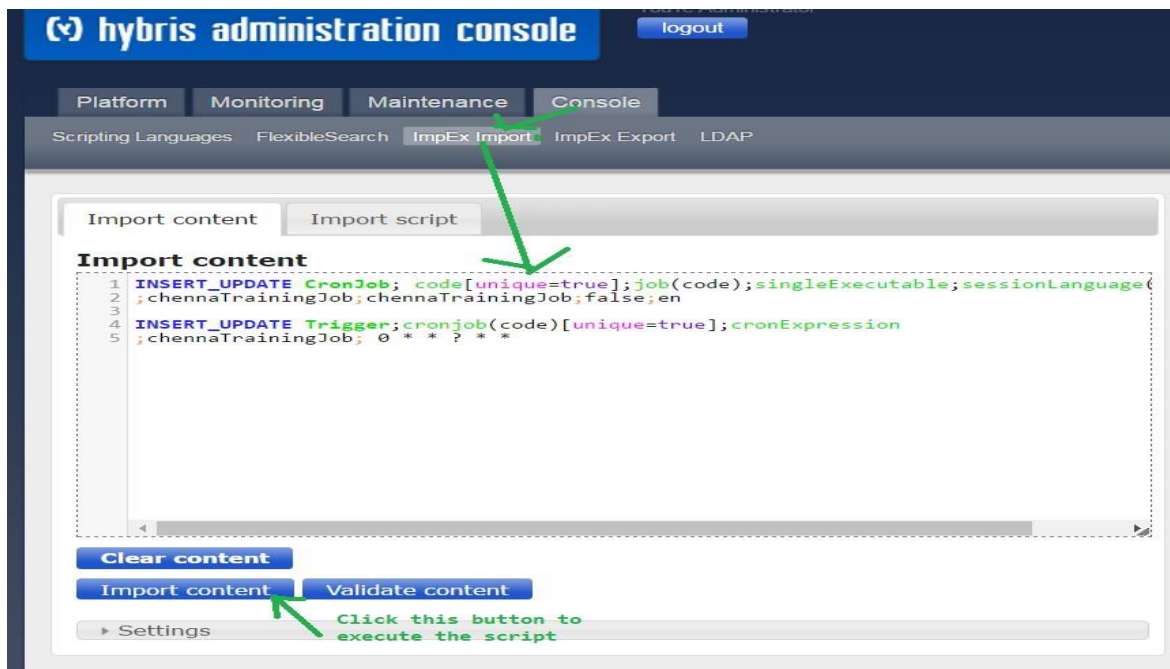 You're Administrator
(y) hybris administration console
logout
Platform Monitoring Maintenance Console
Scripting Languages FlexibleSearch ImpEx Import ImpEx Export LDAP
Import content Import script
Import content
1 INSERT_UPDATE CronJob; code[unique=true];job(code);singleExecutable;sessionLanguage(
2 ;chennaTrainingJob;chennaTrainingJob;false;en
3
4 INSERT_UPDATE Trigger;cronjob(code)[unique=true];cronExpression
5 ;chennaTrainingJob; 0 * * ? * *
Clear content
Import content Validate content
Click this button to
execute the script
Settings